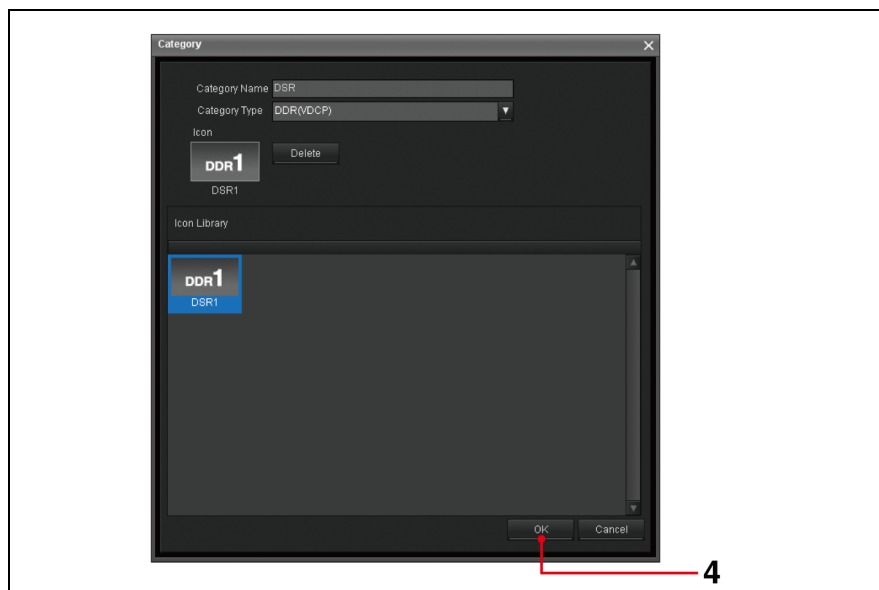 Category
Category Name DSR
Category Type DDR(VDCP)
Icon
DDR1
Delete
DSR1
Icon Library
DDR1
DSR1
OK Cancel
4